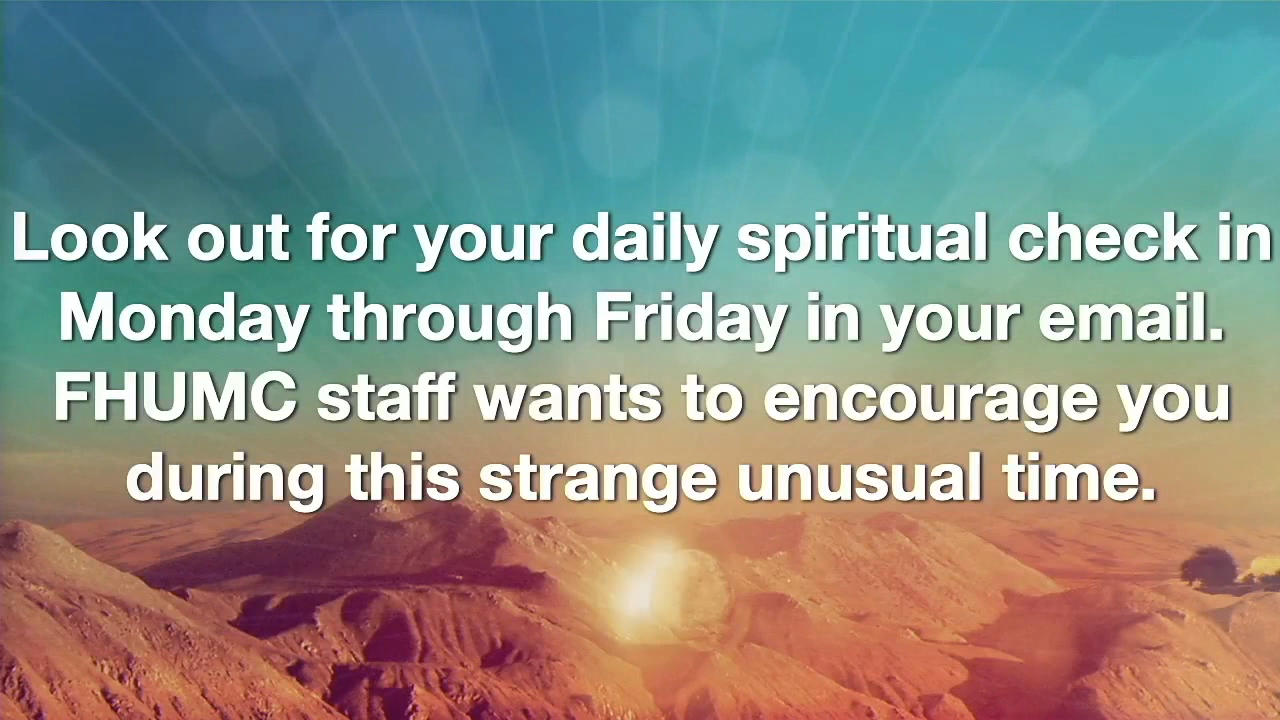 Look out for your daily spiritual check in
Monday through Friday in your email.
FHUMC staff wants to encourage you
during this strange unusual time.